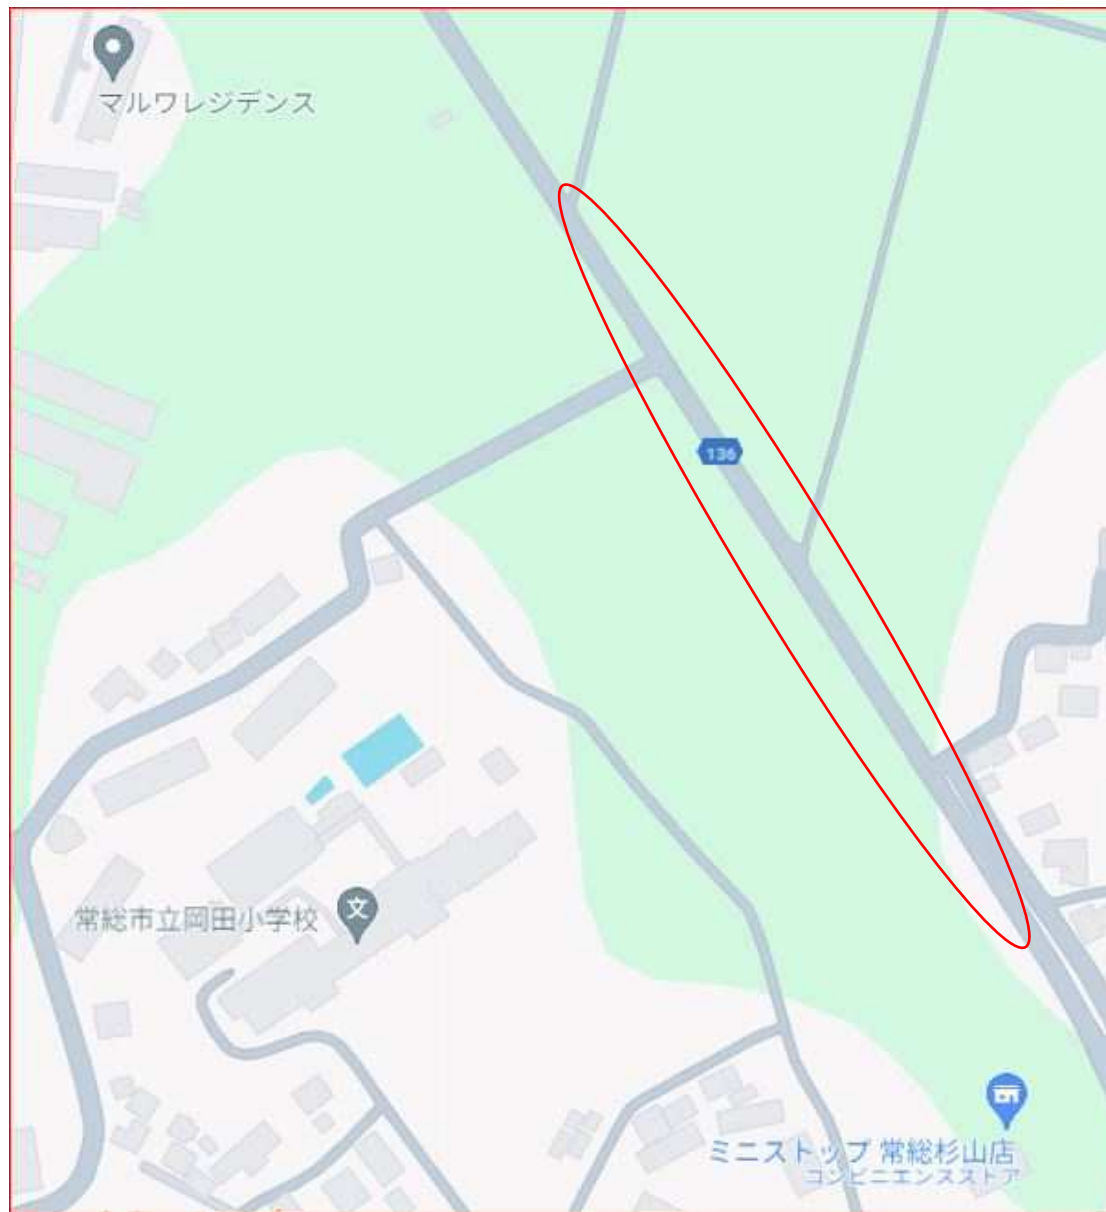 マルワレジデンス
136
常総市立岡田小学校
文
ミニストップ 常総杉山店
コンビニエンスストア